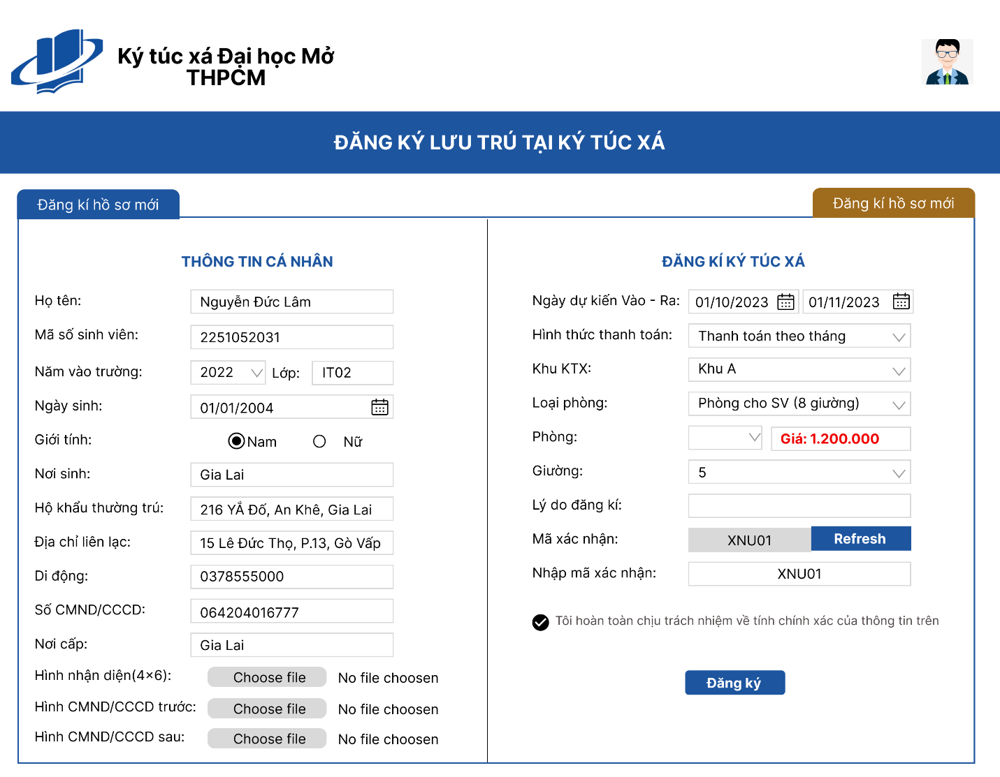 Ký túc xá Đại học Mở
THPCM
ĐĂNG KÝ LƯU TRÚ TẠI KÝ TÚC XÁ
Đăng kí hồ sơ mới
Đăng kí hồ sơ mới
THÔNG TIN CÁ NHÂN
Họ tên: Nguyễn Đức Lâm
Mã số sinh viên: 2251052031
Năm vào trường: 2022 Lớp: IT02
Ngày sinh: 01/01/2004
Giới tính: Nam Nữ
Nơi sinh: Gia Lai
Hộ khẩu thường trú: 216 YẮ Đố, An Khê, Gia Lai
Địa chỉ liên lạc: 15 Lê Đức Thọ, P.13, Gò Vấp
Di động: 0378555000
Số CMND/CCCD: 064204016777
Nơi cấp: Gia Lai
Hình nhận diện(4×6): Choose file No file choosen
Hình CMND/CCCD trước: Choose file No file choosen
Hình CMND/CCCD sau: Choose file No file choosen
ĐĂNG KÍ KÝ TÚC XÁ
Ngày dự kiến Vào - Ra: 01/10/2023 01/11/2023
Hình thức thanh toán: Thanh toán theo tháng
Khu KTX: Khu A
Loại phòng: Phòng cho SV (8 giường)
Phòng: Giá: 1.200.000
Giường: 5
Lý do đăng kí:
Mã xác nhận: XNU01 Refresh
Nhập mã xác nhận: XNU01
Tôi hoàn toàn chịu trách nhiệm về tính chính xác của thông tin trên
Đăng ký